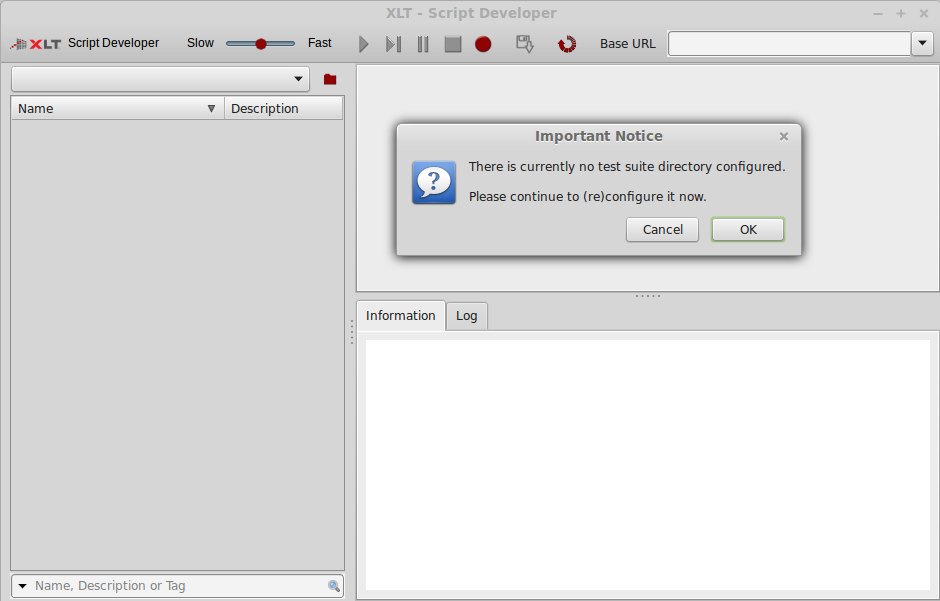 XLT - Script Developer
XLT Script Developer Slow Fast Base URL
Name Description
Important Notice
There is currently no test suite directory configured.
Please continue to (re)configure it now.
Cancel OK
Information Log
Name, Description or Tag